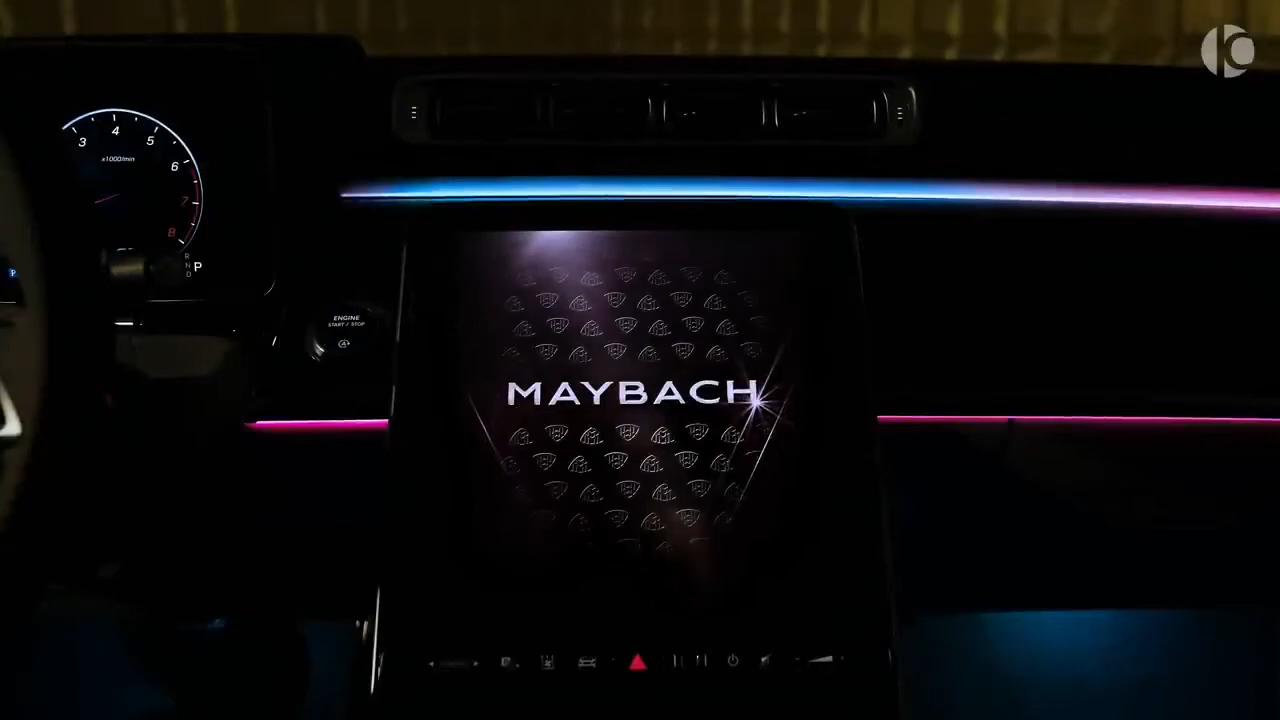 3
4
5
6
7
8
x1000/min
R
N
D
P
P
ENGINE
START / STOP
MAYBACH